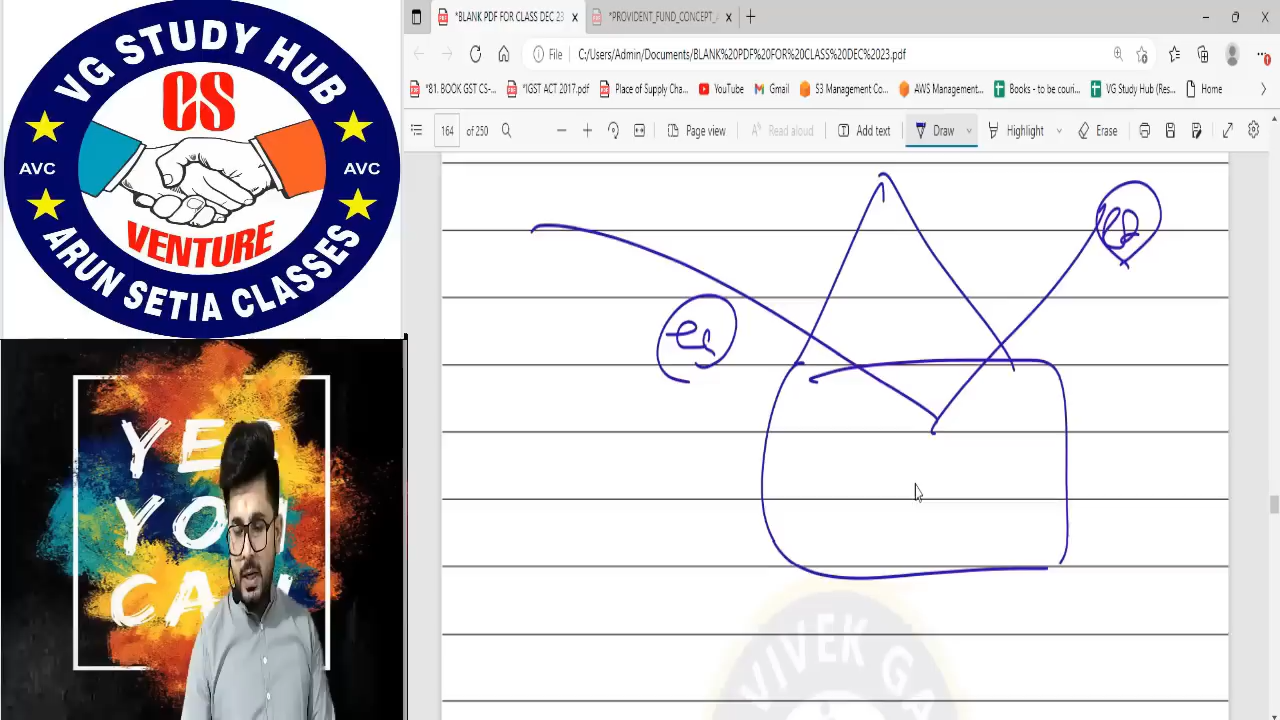 VG STUDY HUB
CS
AVC
AVC
VENTURE
ARUN SETIA CLASSES
YES
YOU
CAN
*BLANK PDF FOR CLASS DEC 23
*PROVIDENT_FUND_CONCEPT_
File
C:/Users/Admin/Documents/BLANK%20PDF%20FOR%20CLASS%20DEC%2023.pdf
*81. BOOK GST CS-...
*IGST ACT 2017.pdf
Place of Supply Cha...
YouTube
Gmail
S3 Management Co...
AWS Management...
Books - to be couri...
VG Study Hub (Res...
Home
164 of 250
Page view
Read aloud
Add text
Draw
Highlight
Erase
VIVEK GA